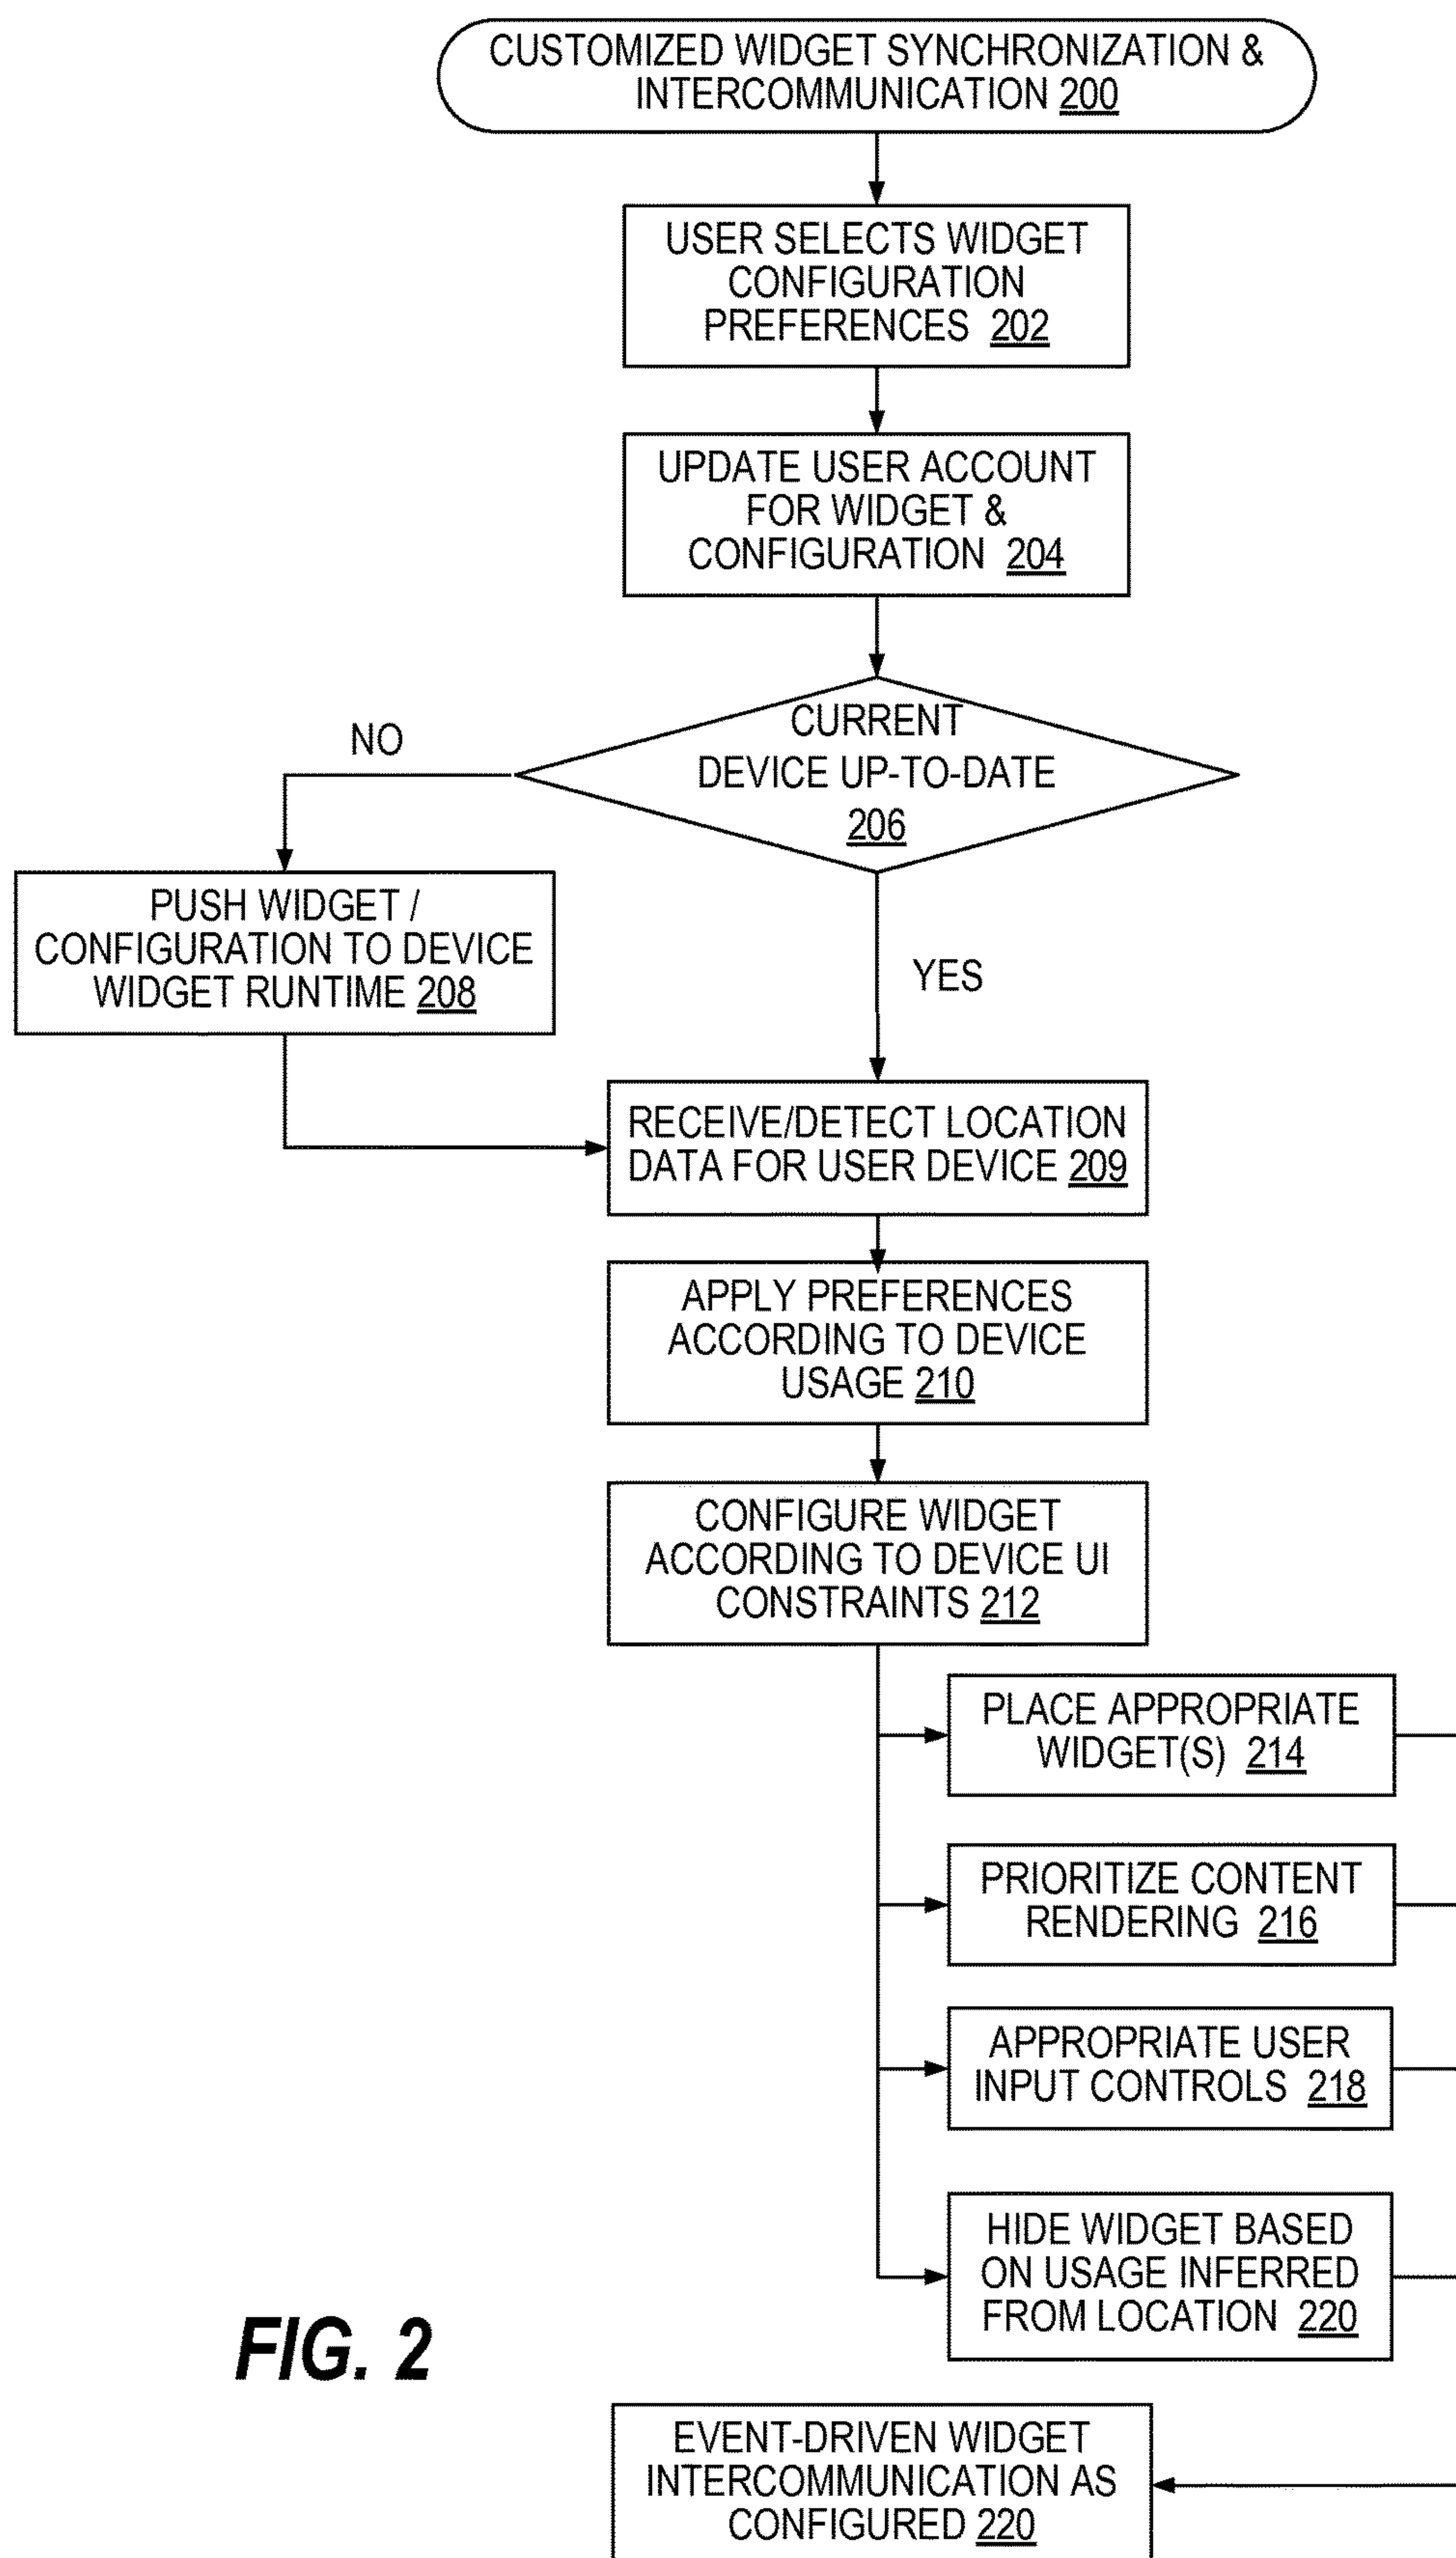 CUSTOMIZED WIDGET SYNCHRONIZATION &
INTERCOMMUNICATION 200
USER SELECTS WIDGET
CONFIGURATION
PREFERENCES 202
UPDATE USER ACCOUNT
FOR WIDGET &
CONFIGURATION 204
CURRENT
DEVICE UP-TO-DATE
206
NO
PUSH WIDGET /
CONFIGURATION TO DEVICE
WIDGET RUNTIME 208
YES
RECEIVE/DETECT LOCATION
DATA FOR USER DEVICE 209
APPLY PREFERENCES
ACCORDING TO DEVICE
USAGE 210
CONFIGURE WIDGET
ACCORDING TO DEVICE UI
CONSTRAINTS 212
PLACE APPROPRIATE
WIDGET(S) 214
PRIORITIZE CONTENT
RENDERING 216
APPROPRIATE USER
INPUT CONTROLS 218
HIDE WIDGET BASED
ON USAGE INFERRED
FROM LOCATION 220
FIG. 2
EVENT-DRIVEN WIDGET
INTERCOMMUNICATION AS
CONFIGURED 220